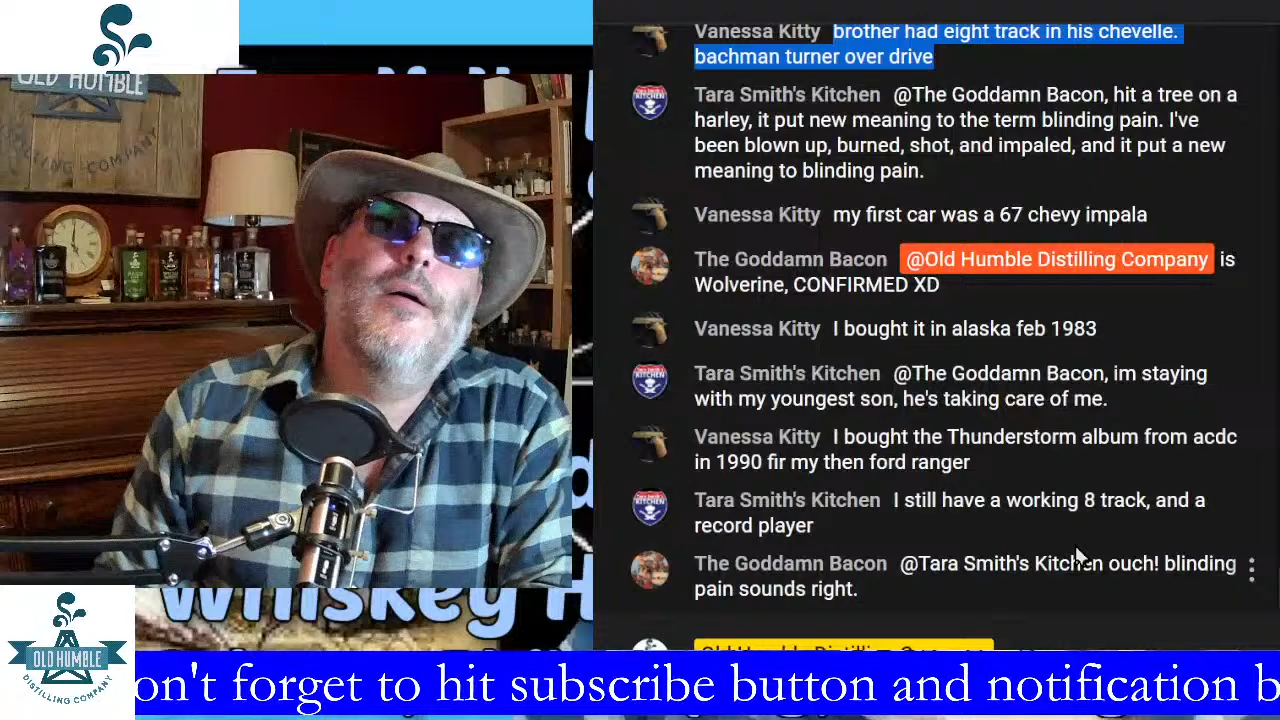 OLD HUMBLE
DISTILLING COMPANY
Vanessa Kitty brother had eight track in his chevelle.
bachman turner over drive
Tara Smith's Kitchen @The Goddamn Bacon, hit a tree on a
harley, it put new meaning to the term blinding pain. I've
been blown up, burned, shot, and impaled, and it put a new
meaning to blinding pain.
Vanessa Kitty my first car was a 67 chevy impala
The Goddamn Bacon @Old Humble Distilling Company is
Wolverine, CONFIRMED XD
Vanessa Kitty I bought it in alaska feb 1983
Tara Smith's Kitchen @The Goddamn Bacon, im staying
with my youngest son, he's taking care of me.
Vanessa Kitty I bought the Thunderstorm album from acdc
in 1990 fir my then ford ranger
Tara Smith's Kitchen I still have a working 8 track, and a
record player
The Goddamn Bacon @Tara Smith's Kitchen ouch! blinding
pain sounds right.
Whiskey H
OLD HUMBLE
DISTILLING COMPANY
on't forget to hit subscribe button and notification b